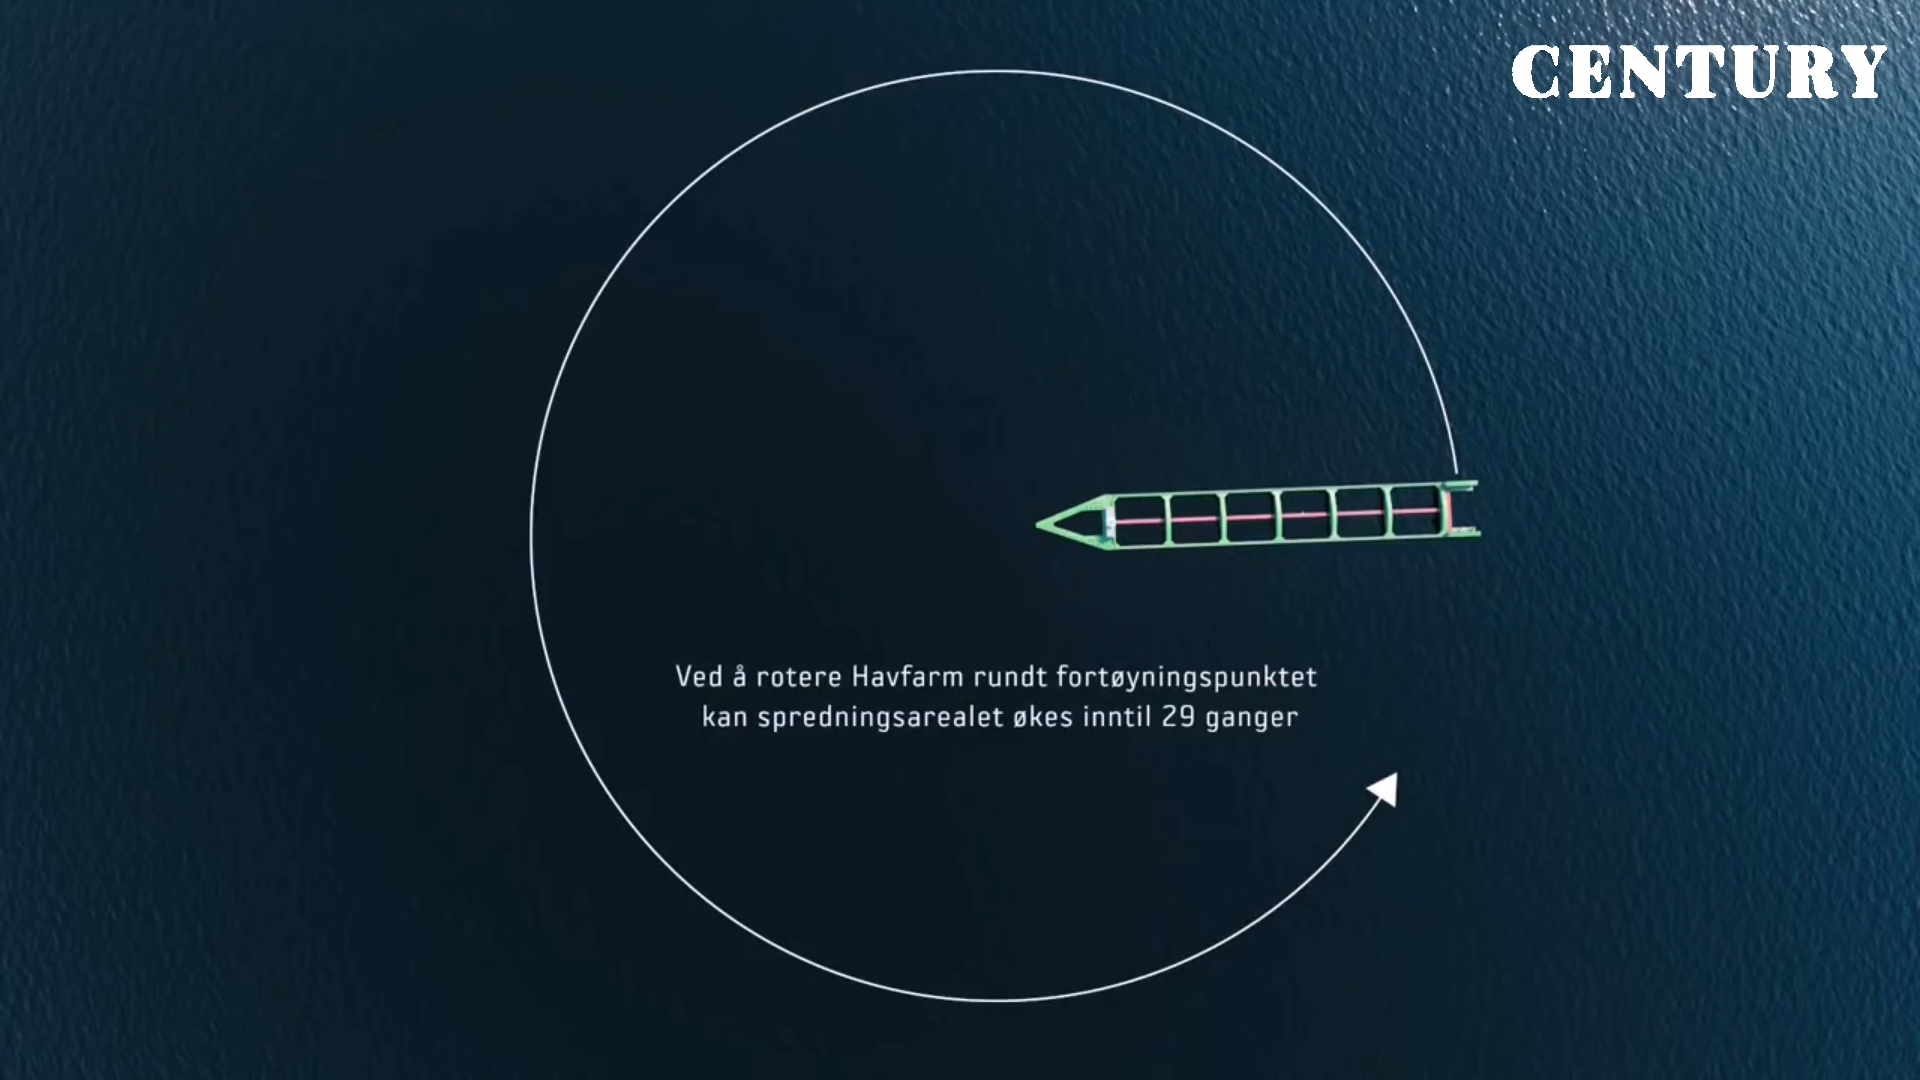 CENTURY
Ved å rotere Havfarm rundt fortøyningspunktet
kan spredningsarealet økes inntil 29 ganger